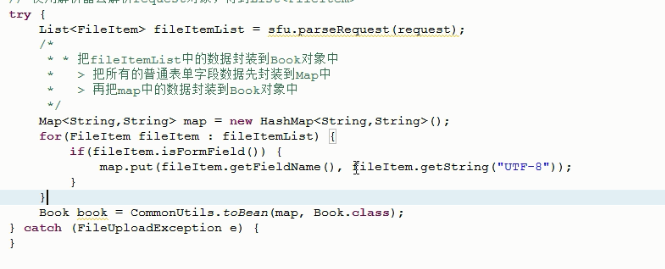 try {
List<FileItem> fileItemList = sfu.parseRequest(request);
/*
* * 把fileItemList中的数据封装到Book对象中
* > 把所有的普通表单字段数据先封装到Map中
* > 再把map中的数据封装到Book对象中
*/
Map<String,String> map = new HashMap<String,String>();
for(FileItem fileItem : fileItemList) {
if(fileItem.isFormField()) {
map.put(fileItem.getFieldName(), fileItem.getString("UTF-8"));
}
}
Book book = CommonUtils.toBean(map, Book.class);
} catch (FileUploadException e) {
}